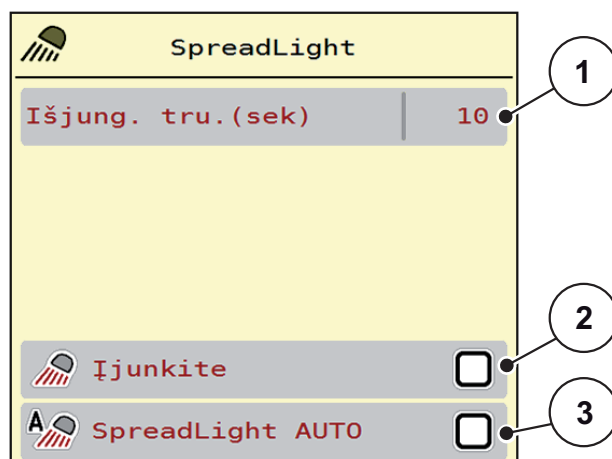 SpreadLight
1
Išjung. tru.(sek) 10
2
Įjunkite
3
A
SpreadLight AUTO